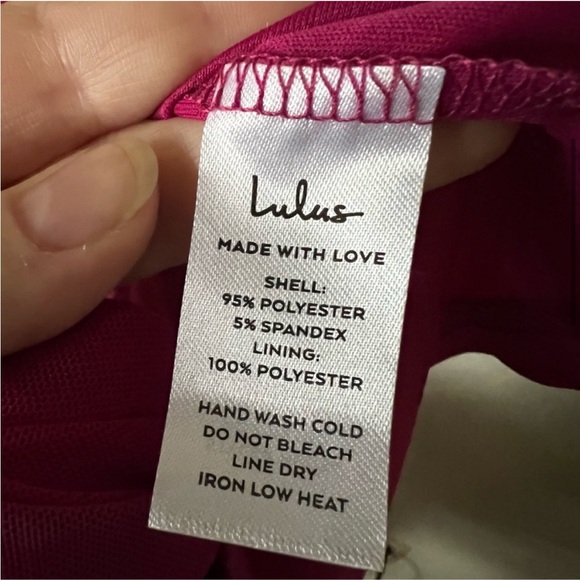 Lulus
MADE WITH LOVE
SHELL:
95% POLYESTER
5% SPANDEX
LINING:
100% POLYESTER
HAND WASH COLD
DO NOT BLEACH
LINE DRY
IRON LOW HEAT